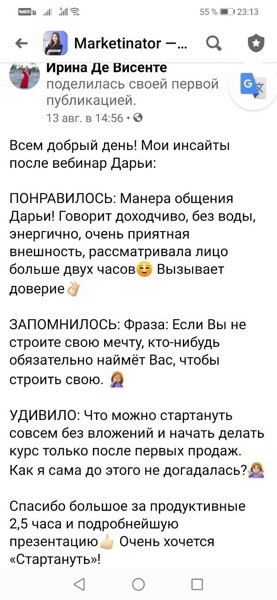 55 % 23:13
Marketinator —...
Ирина Де Висенте
поделилась своей первой
публикацией.
13 авг. в 14:56 •
Всем добрый день! Мои инсайты
после вебинар Дарьи:
ПОНРАВИЛОСЬ: Манера общения
Дарьи! Говорит доходчиво, без воды,
энергично, очень приятная
внешность, рассматривала лицо
больше двух часов😊 Вызывает
доверие👌🏻
ЗАПОМНИЛОСЬ: Фраза: Если Вы не
строите свою мечту, кто-нибудь
обязательно наймёт Вас, чтобы
строить свою. 🤷🏼‍♀️
УДИВИЛО: Что можно стартануть
совсем без вложений и начать делать
курс только после первых продаж.
Как я сама до этого не догадалась?🤷🏼‍♀️
Спасибо большое за продуктивные
2,5 часа и подробнейшую
презентацию👍🏻 Очень хочется
«Стартануть»!